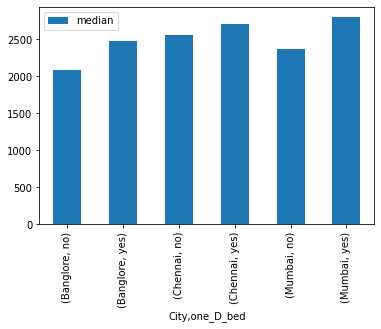 median
2500
2000
1500
1000
500
0
(Banglore, no)
(Banglore, yes)
(Chennai, no)
(Chennai, yes)
(Mumbai, no)
(Mumbai, yes)
City,one_D_bed